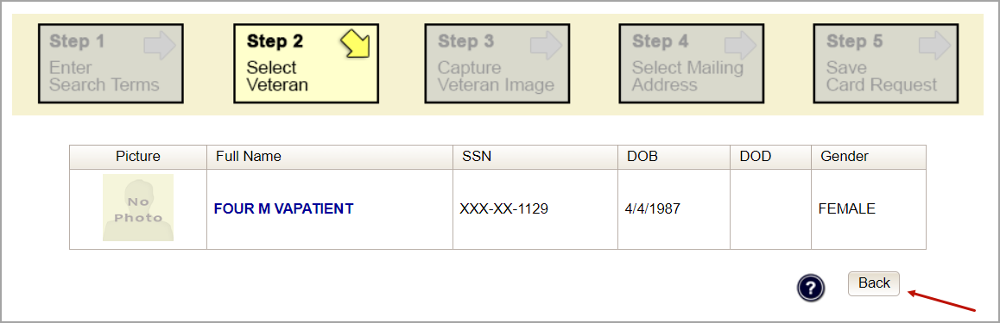 Step 1
Enter
Search Terms
Step 2
Select
Veteran
Step 3
Capture
Veteran Image
Step 4
Select Mailing
Address
Step 5
Save
Card Request
Picture Full Name SSN DOB DOD Gender
No
Photo
FOUR M VAPATIENT XXX-XX-1129 4/4/1987 FEMALE
? Back